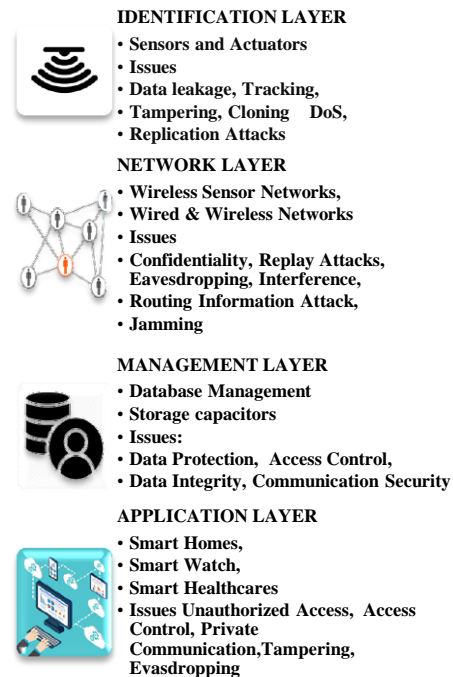 IDENTIFICATION LAYER
• Sensors and Actuators
• Issues
• Data leakage, Tracking,
• Tampering, Cloning DoS,
• Replication Attacks
NETWORK LAYER
• Wireless Sensor Networks,
• Wired & Wireless Networks
• Issues
• Confidentiality, Replay Attacks,
Eavesdropping, Interference,
• Routing Information Attack,
• Jamming
MANAGEMENT LAYER
• Database Management
• Storage capacitors
• Issues:
• Data Protection, Access Control,
• Data Integrity, Communication Security
APPLICATION LAYER
• Smart Homes,
• Smart Watch,
• Smart Healthcares
• Issues Unauthorized Access, Access
Control, Private
Communication,Tampering,
Evasdropping